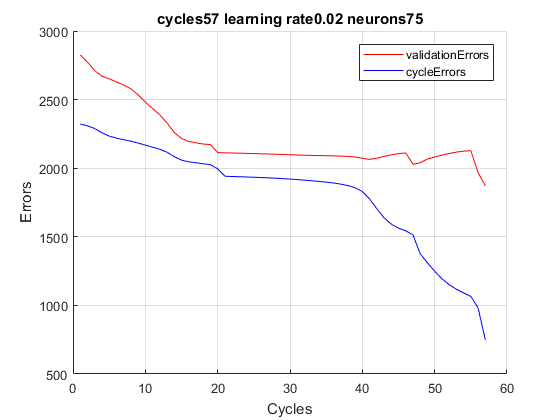 cycles57 learning rate0.02 neurons75
3000
2500
2000
1500
1000
500
Errors
validationErrors
cycleErrors
0 10 20 30 40 50 60
Cycles